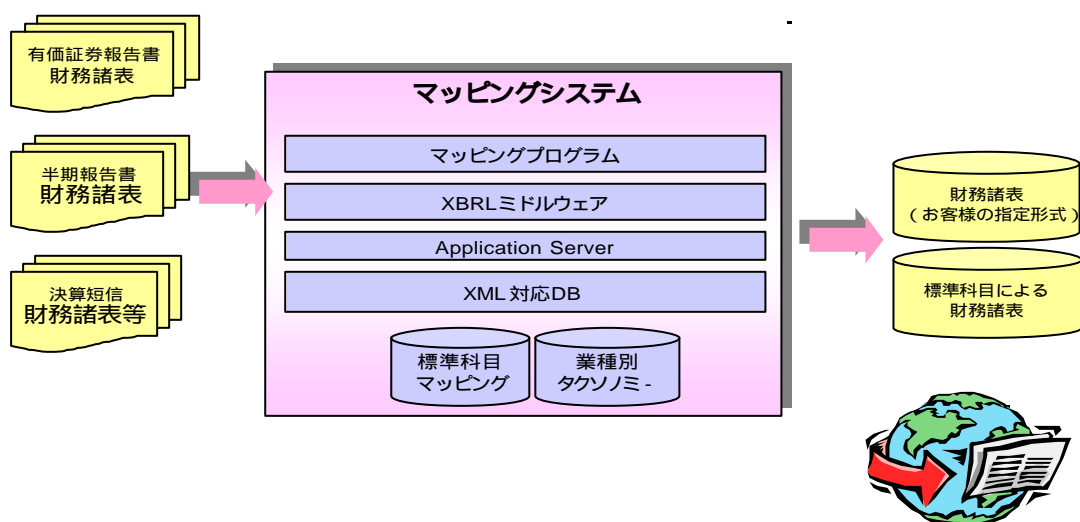 有価証券報告書
財務諸表
半期報告書
財務諸表
決算短信
財務諸表等
マッピングシステム
マッピングプログラム
XBRLミドルウェア
Application Server
XML 対応DB
標準科目
マッピング
業種別
タクソノミ-
財務諸表
(お客様の指定形式)
標準科目による
財務諸表